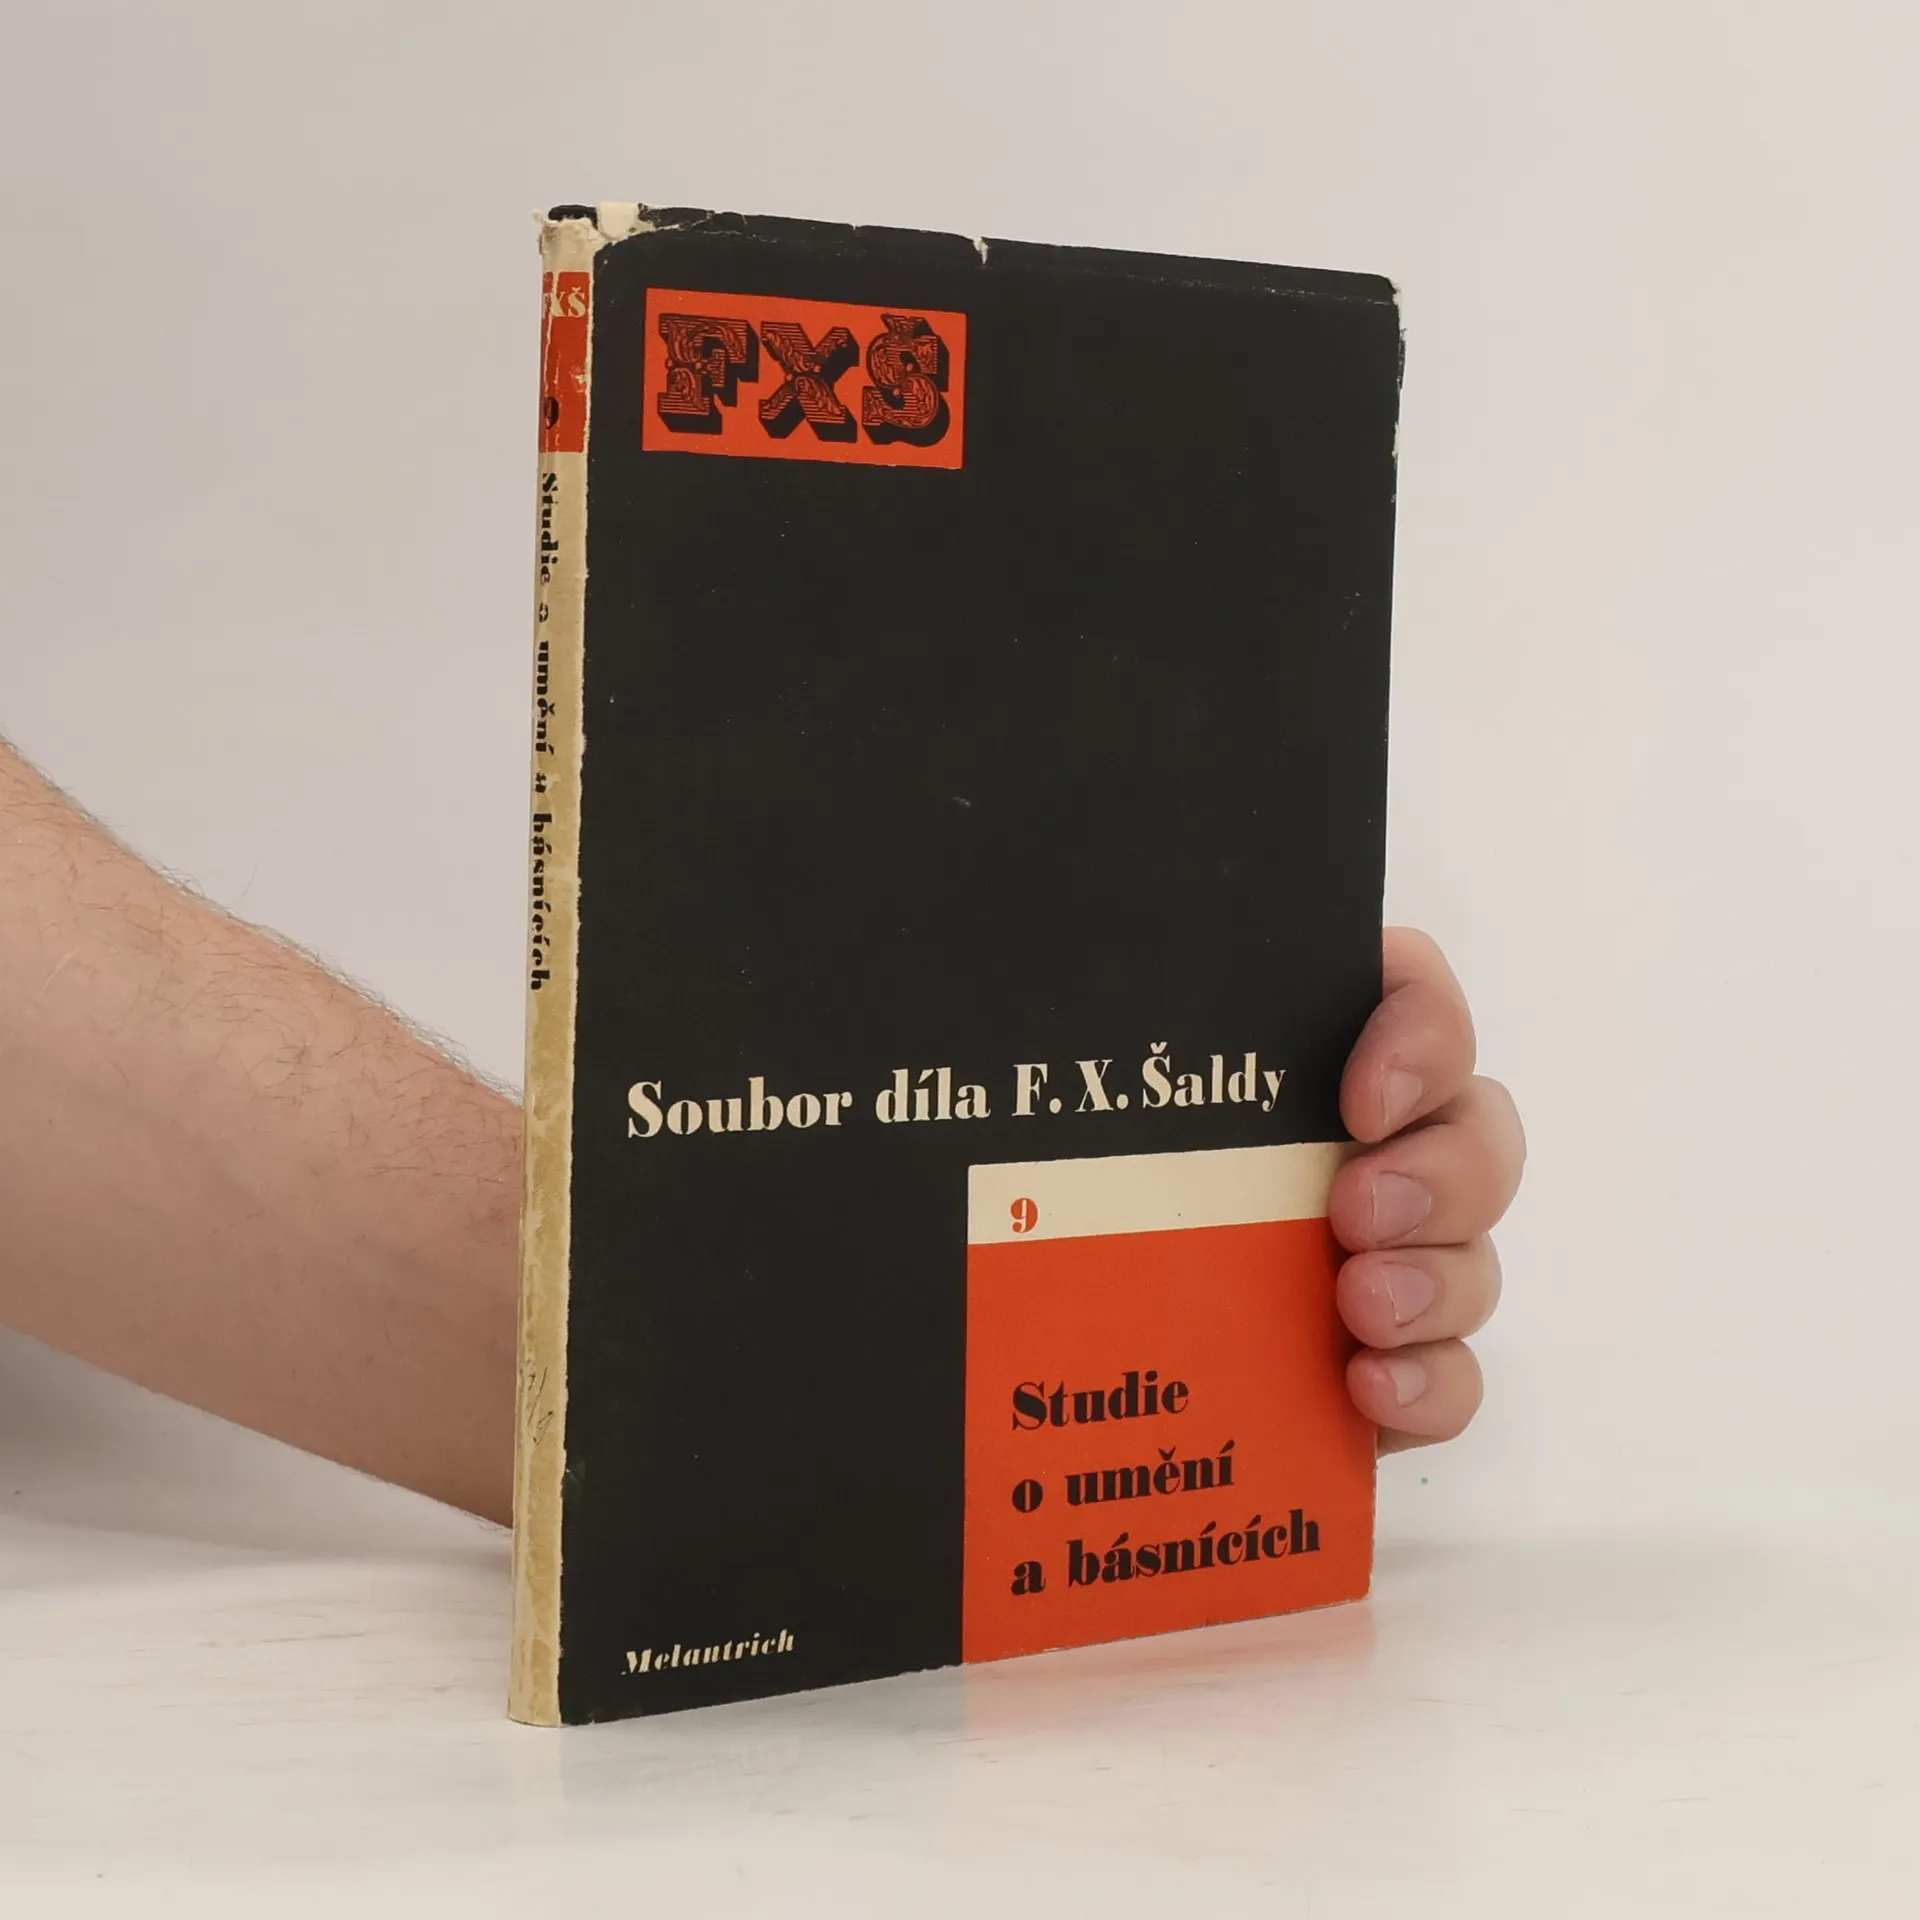 FXŠ
9
Studie o umění a básnících
FXŠ
Soubor díla F. X. Šaldy
9
Studie
o umění
a básnících
Melantrich